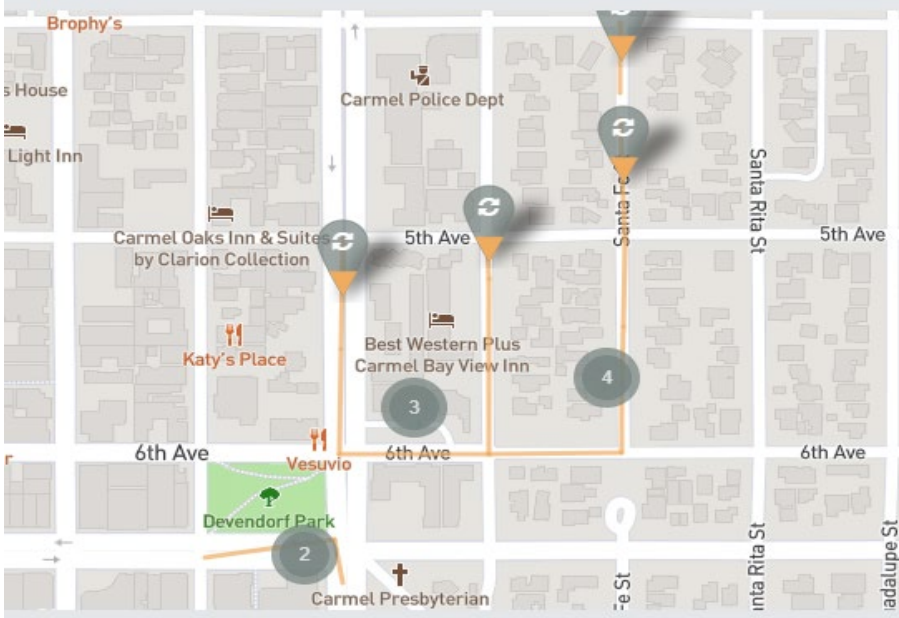 Brophy's
s House
Light Inn
Carmel Police Dept
Carmel Oaks Inn & Suites
by Clarion Collection
5th Ave
5th Ave
Santa Fe
Santa Rita St
Best Western Plus
Carmel Bay View Inn
Katy's Place
3
4
6th Ave
Vesuvio
6th Ave
6th Ave
r
Devendorf Park
2
Carmel Presbyterian
Fe St
anta Rita St
adalupe St